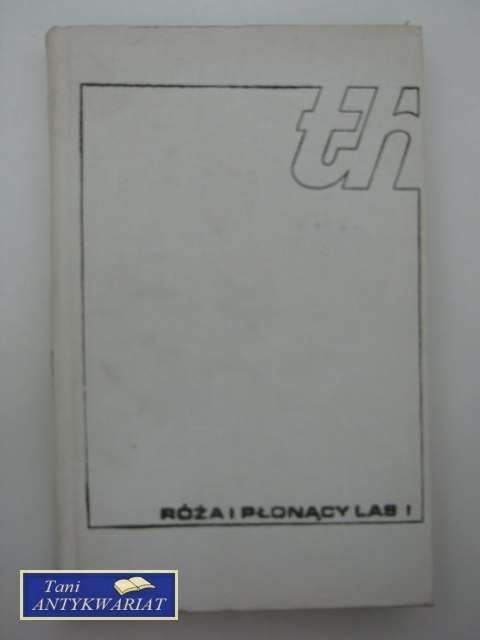 th
RÓŻA I PŁONĄCY LAS I
Tani
ANTYKWARIAT